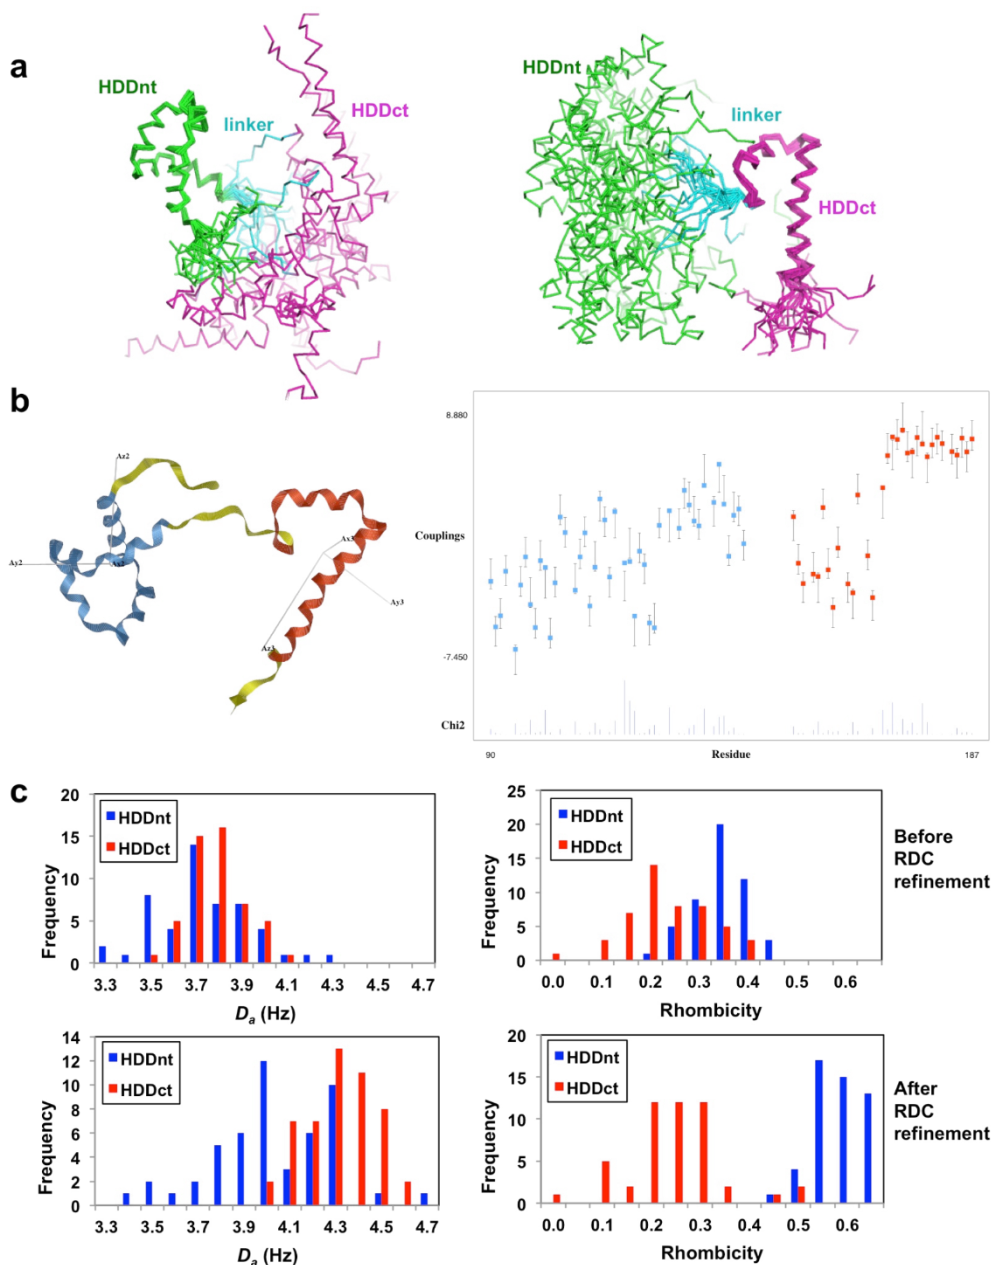 a
HDDnt
linker
HDDct
HDDnt
linker
HDDct
b
Az2
Ay2
Ax2
Ax3
Ay3
Az3
8.880
Couplings
-7.450
Chi2
90
Residue
187
c
20
15
10
5
0
Frequency
HDDnt
HDDct
3.3 3.5 3.7 3.9 4.1 4.3 4.5 4.7
Da (Hz)
25
20
15
10
5
0
Frequency
HDDnt
HDDct
0.0 0.1 0.2 0.3 0.4 0.5 0.6
Rhombicity
Before
RDC
refinement
14
12
10
8
6
4
2
0
Frequency
HDDnt
HDDct
3.3 3.5 3.7 3.9 4.1 4.3 4.5 4.7
Da (Hz)
20
15
10
5
0
Frequency
HDDnt
HDDct
0.0 0.1 0.2 0.3 0.4 0.5 0.6
Rhombicity
After
RDC
refinement